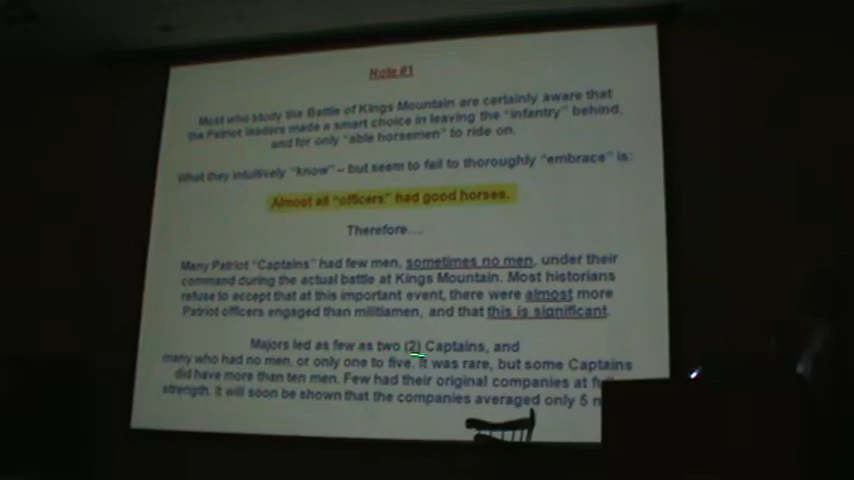 Note #1
Most who study the Battle of Kings Mountain are certainly aware that
the Patriot leaders made a smart choice in leaving the "infantry" behind,
and for only "able horsemen" to ride on.
What they intuitively "know" – but seem to fail to thoroughly "embrace" is:
Almost all "officers" had good horses.
Therefore....
Many Patriot "Captains" had few men, sometimes no men, under their
command during the actual battle at Kings Mountain. Most historians
refuse to accept that at this important event, there were almost more
Patriot officers engaged than militiamen, and that this is significant.
Majors led as few as two (2) Captains, and
many who had no men, or only one to five. It was rare, but some Captains
did have more than ten men. Few had their original companies at
strength. It will soon be shown that the companies averaged only 5